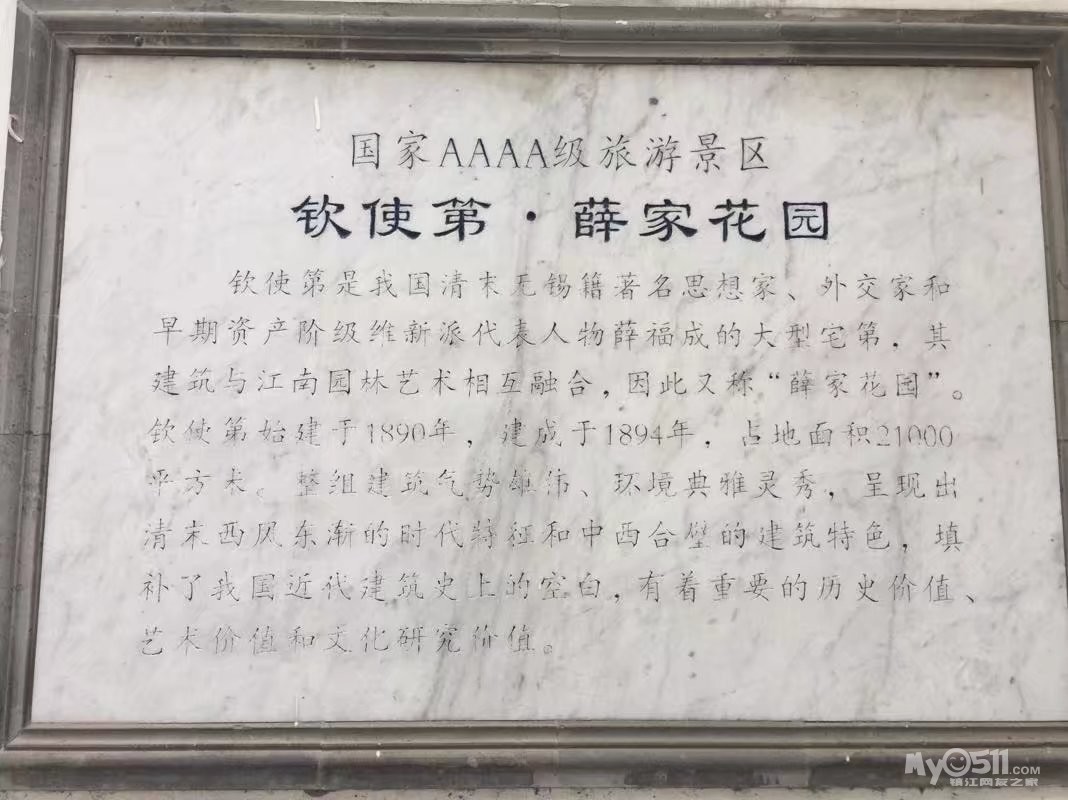 国家AAAA级旅游景区
钦使第·薛家花园
钦使第是我国清末无锡籍著名思想家、外交家和
早期资产阶级维新派代表人物薛福成的大型宅第，其
建筑与江南园林艺术相互融合，因此又称“薛家花园”。
钦使第始建于1890年，建成于1894年，占地面积21000
平方米。整组建筑气势雄伟、环境典雅灵秀，呈现出
清末西风东渐的时代特征和中西合璧的建筑特色，填
补了我国近代建筑史上的空白，有着重要的历史价值、
艺术价值和文化研究价值。
My0511.COM
镇江网友之家